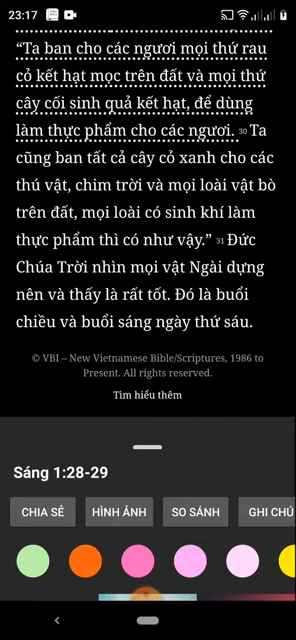 23:17
“Ta ban cho các ngươi mọi thứ rau
cỏ kết hạt mọc trên đất và mọi thứ
cây cối sinh quả kết hạt, để dùng
làm thực phẩm cho các ngươi. 30 Ta
cũng ban tất cả cây cỏ xanh cho các
thú vật, chim trời và mọi loài vật bò
trên đất, mọi loài có sinh khí làm
thực phẩm thì có như vậy.” 31 Đức
Chúa Trời nhìn mọi vật Ngài dựng
nên và thấy là rất tốt. Đó là buổi
chiều và buổi sáng ngày thứ sáu.
© VBI – New Vietnamese Bible/Scriptures, 1986 to
Present. All rights reserved.
Tìm hiểu thêm
Sáng 1:28-29
CHIA SẺ HÌNH ẢNH SO SÁNH GHI CHÚ